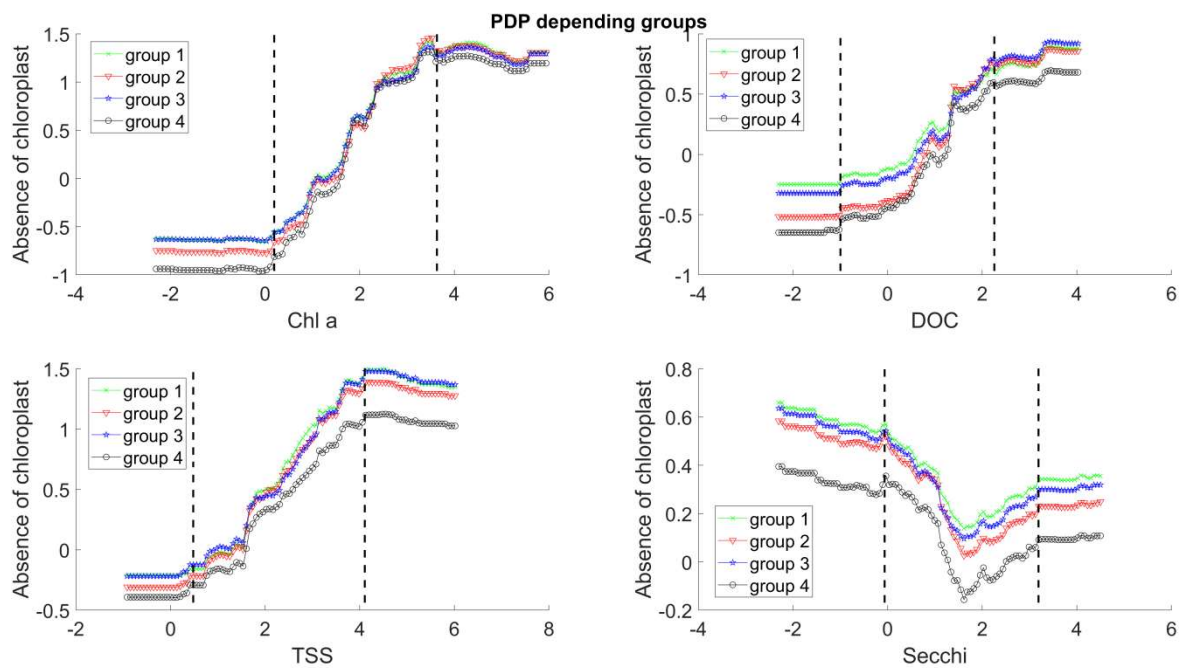 PDP depending groups
1.5
1
0.5
0
-0.5
-1
Absence of chloroplast
group 1
group 2
group 3
group 4
-4 -2 0 2 4 6
Chl a
1
0.5
0
-0.5
-1
Absence of chloroplast
group 1
group 2
group 3
group 4
-4 -2 0 2 4 6
DOC
1.5
1
0.5
0
-0.5
Absence of chloroplast
group 1
group 2
group 3
group 4
-2 0 2 4 6 8
TSS
0.8
0.6
0.4
0.2
0
-0.2
Absence of chloroplast
group 1
group 2
group 3
group 4
-4 -2 0 2 4 6
Secchi